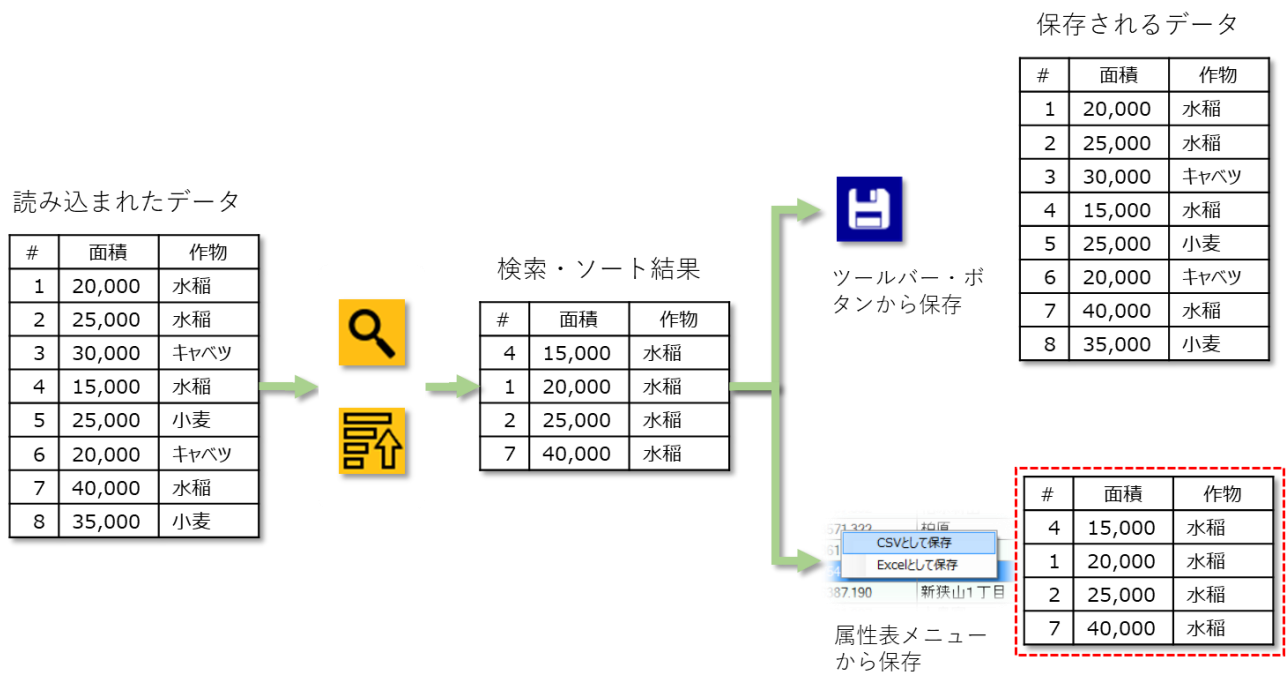 読み込まれたデータ
# 面積 作物
1 20,000 水稲
2 25,000 水稲
3 30,000 キャベツ
4 15,000 水稲
5 25,000 小麦
6 20,000 キャベツ
7 40,000 水稲
8 35,000 小麦
検索・ソート結果
# 面積 作物
4 15,000 水稲
1 20,000 水稲
2 25,000 水稲
7 40,000 水稲
ツールバー・ボ
タンから保存
保存されるデータ
# 面積 作物
1 20,000 水稲
2 25,000 水稲
3 30,000 キャベツ
4 15,000 水稲
5 25,000 小麦
6 20,000 キャベツ
7 40,000 水稲
8 35,000 小麦
CSVとして保存
Excelとして保存
387.190 新狭山1丁目
属性表メニュー
から保存
# 面積 作物
4 15,000 水稲
1 20,000 水稲
2 25,000 水稲
7 40,000 水稲